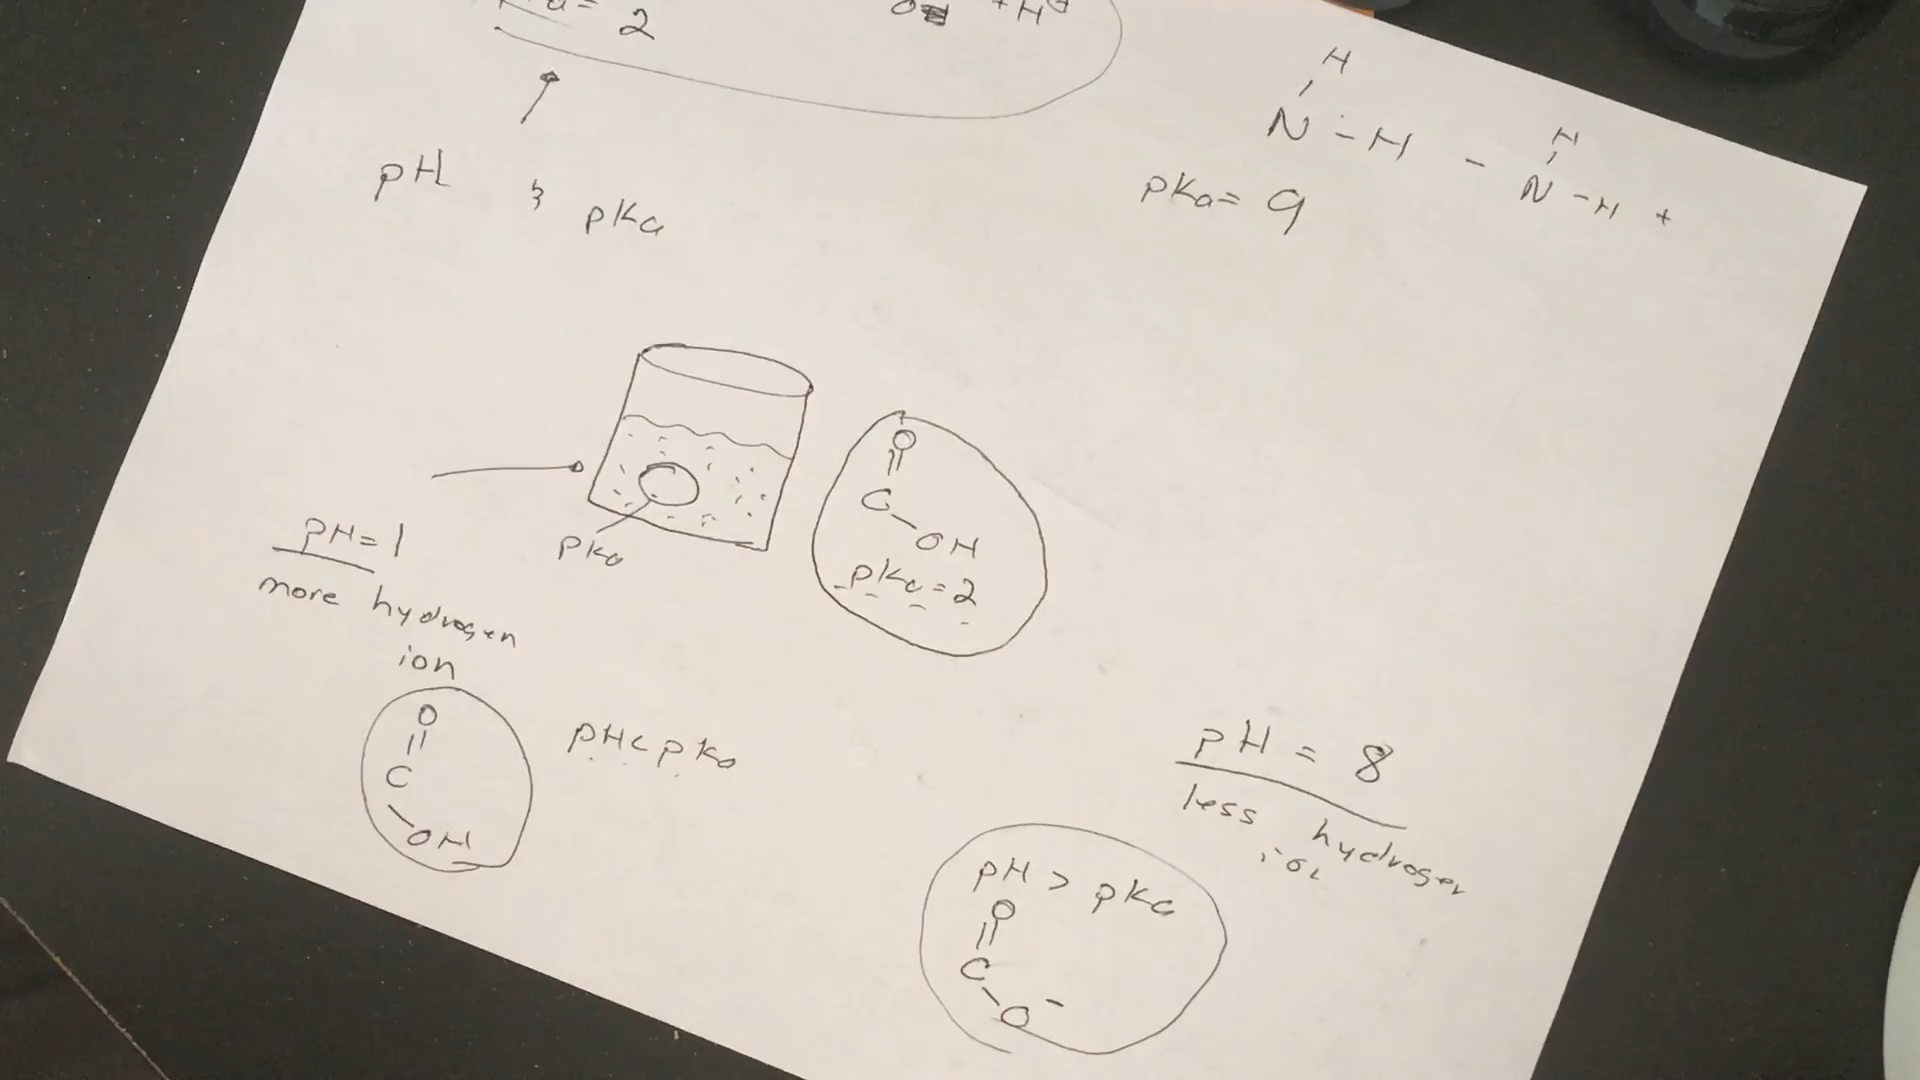 = 2
+ H
pH & pKa
H
N - H
pKa = 9
-
H
N - H +
O
C
OH
pKa = 2
pKa
pH = 1
more hydrogen
ion
O
C
OH
pH < pKa
pH = 8
less hydrogen
pH > pKa
O
C
O -